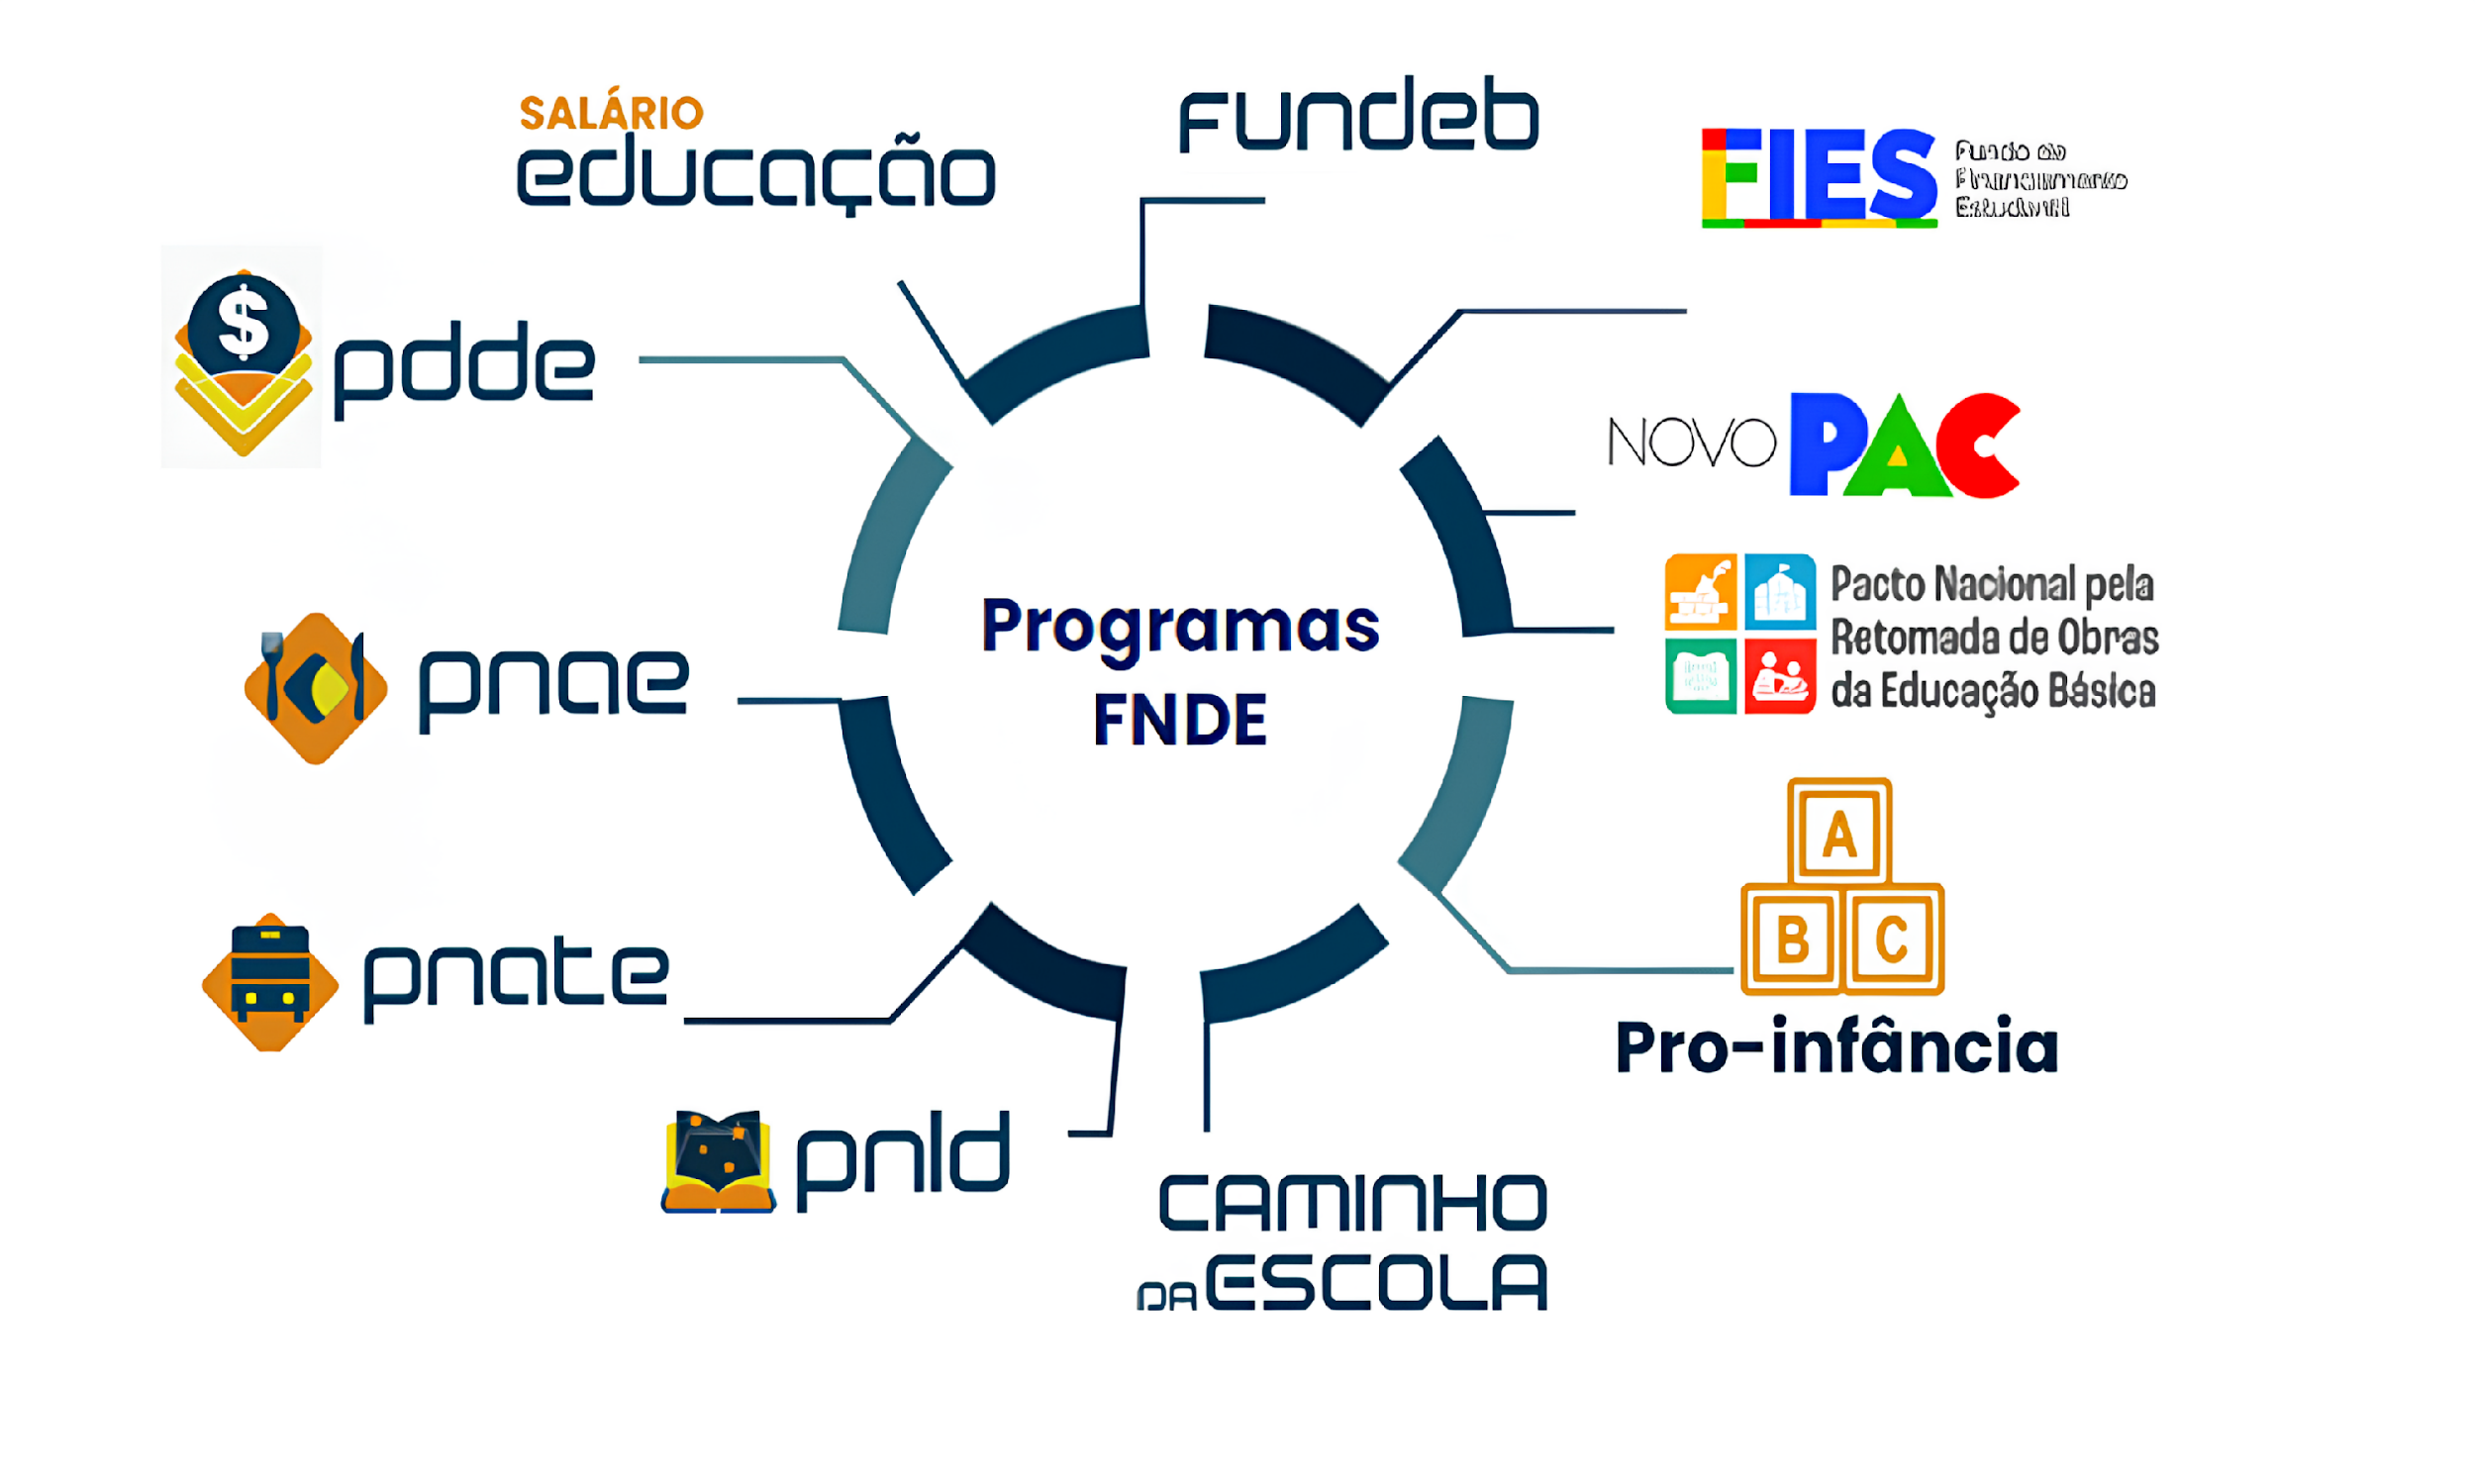 SALÁRIO
educação
Fundeb
FIES
$
pdde
NOVO PAC
Programas
FNDE
Pacto Nacional pela
Retomada de Obras
da Educação Básica
pnae
A
B C
Pro-infância
pnate
pnld
CAMINHO
DA ESCOLA